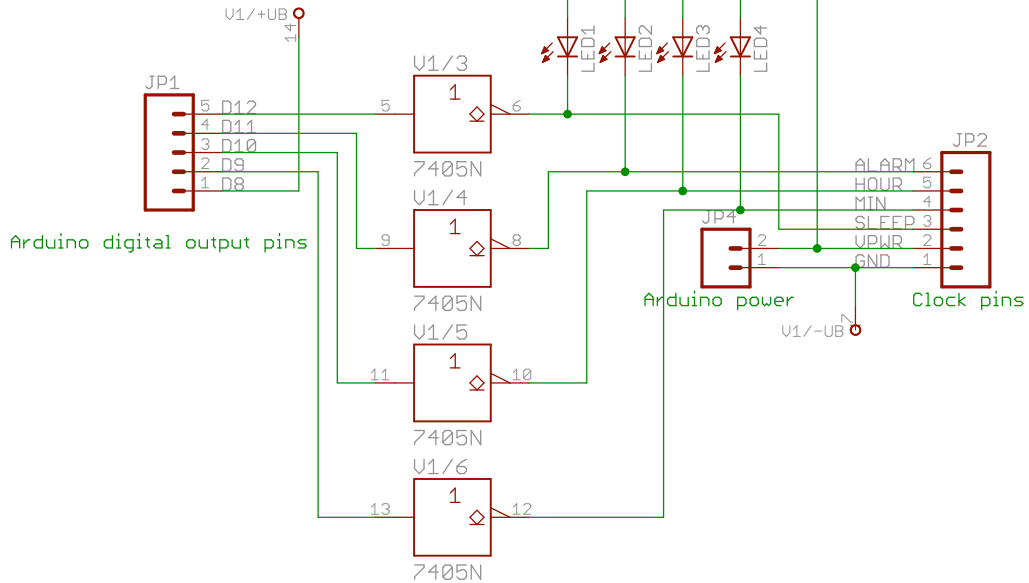 V1/+UB
14
LED1
LED2
LED3
LED4
V1/3
JP1
1
5 D12
5
6
4 D11
3 D10
2 D9
1 D8
7405N
JP2
ALARM 6
HOUR 5
MIN 4
SLEEP 3
VPWR 2
GND 1
V1/4
1
JP4
2
1
9
8
Arduino digital output pins
7405N
Arduino power
Clock pins
7
V1/-UB
V1/5
1
11
10
7405N
V1/6
1
13
12
7405N